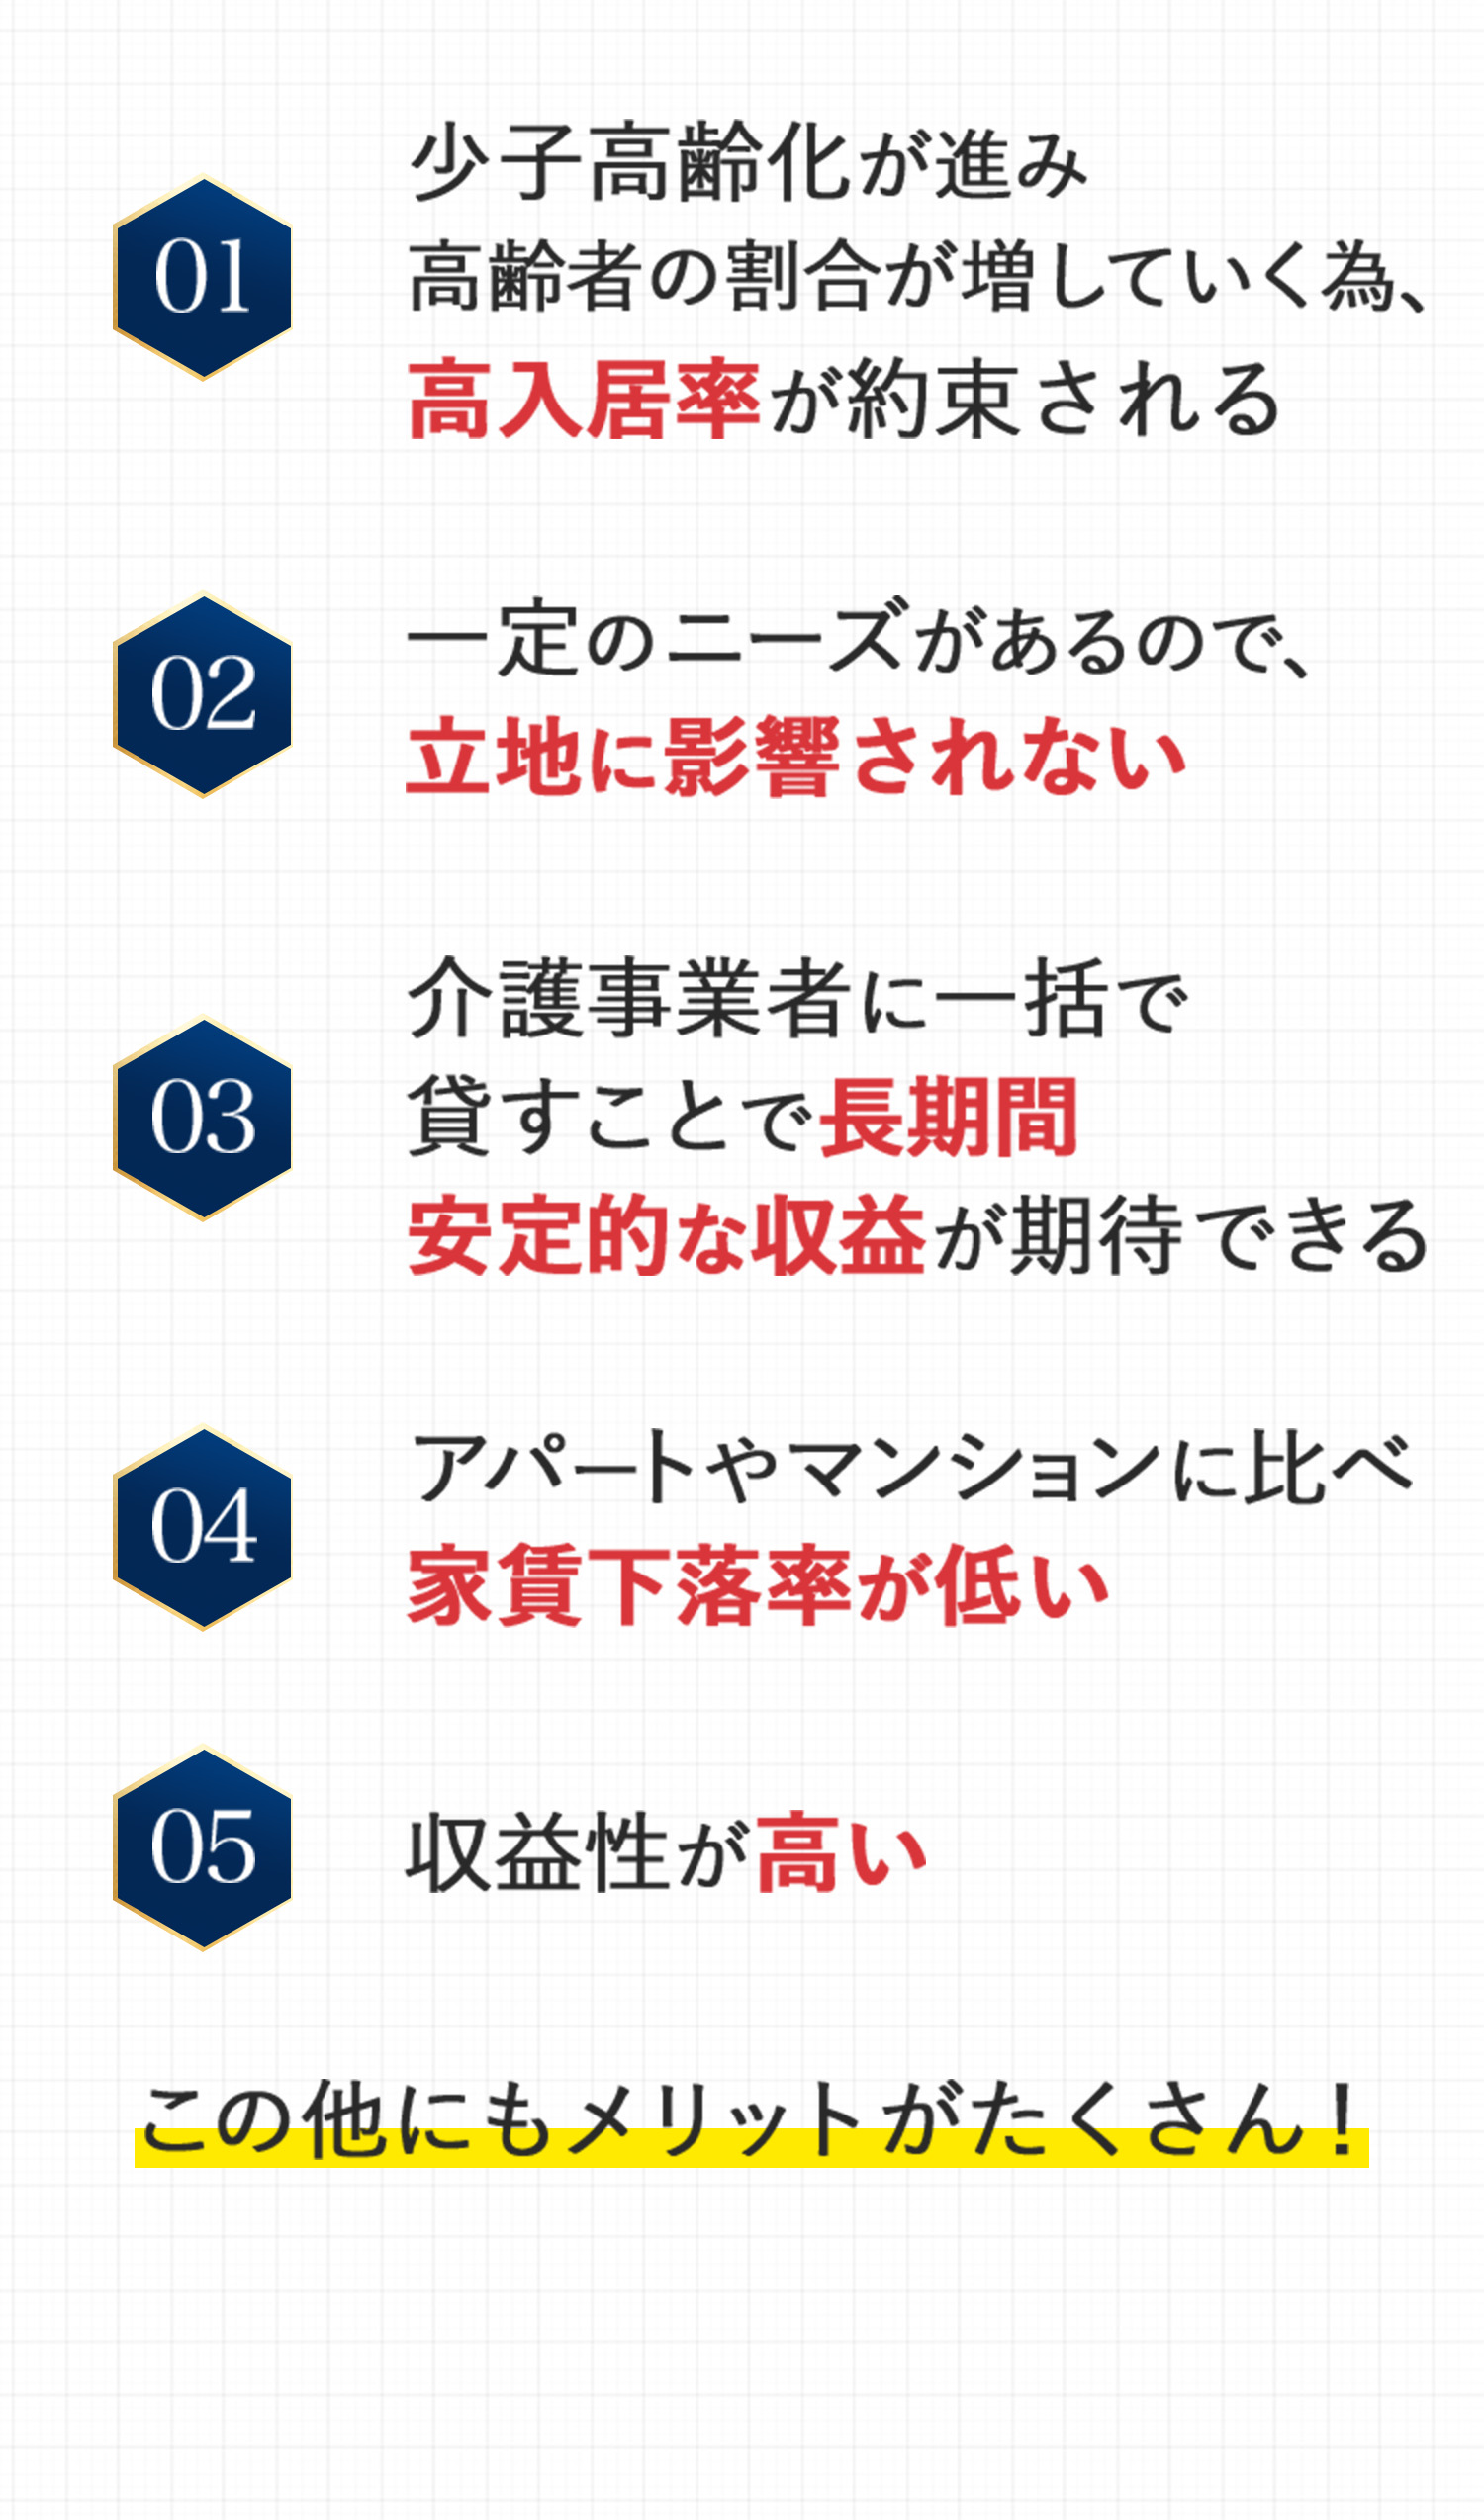 01
少子高齢化が進み
高齢者の割合が増していく為、
高入居率が約束される
02
一定のニーズがあるので、
立地に影響されない
03
介護事業者に一括で
貸すことで長期間
安定的な収益が期待できる
04
アパートやマンションに比べ
家賃下落率が低い
05
収益性が高い
この他にもメリットがたくさん！